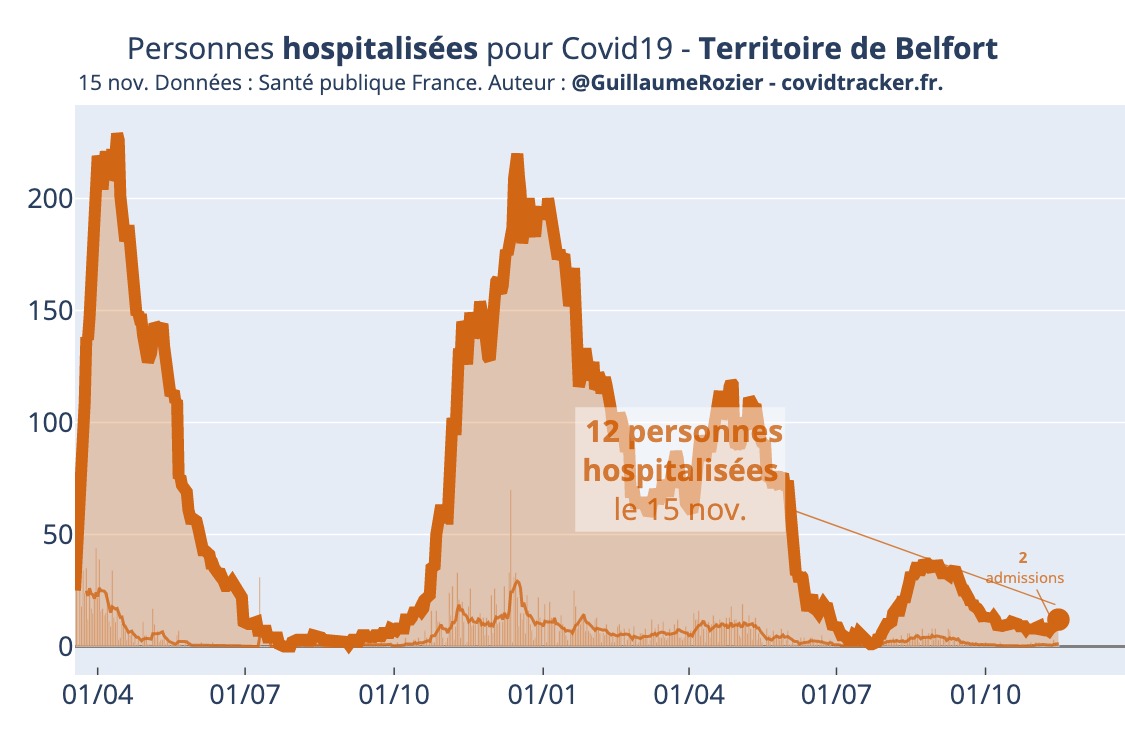 Personnes hospitalisées pour Covid19 - Territoire de Belfort
15 nov. Données : Santé publique France. Auteur : @GuillaumeRozier - covidtracker.fr.
200
150
100
50
0
12 personnes
hospitalisées
le 15 nov.
2
admissions
01/04
01/07
01/10
01/01
01/04
01/07
01/10